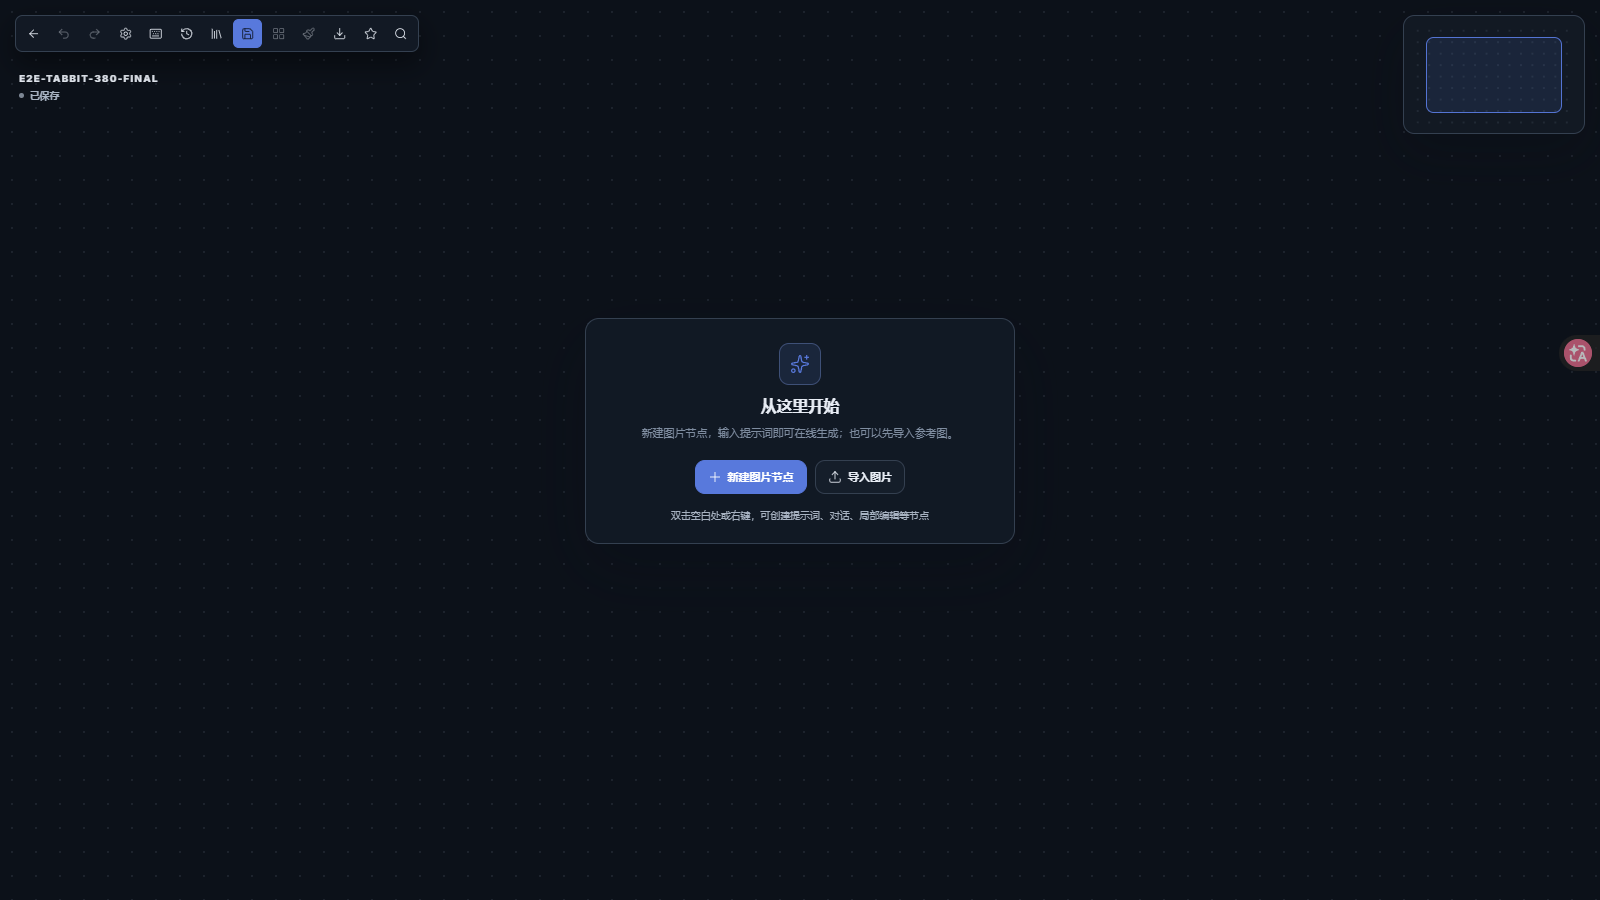 E2E-TABBIT-380-FINAL
已保存
从这里开始
新建图片节点，输入提示词即可在线生成；也可以先导入参考图。
新建图片节点
导入图片
双击空白处或右键，可创建提示词、对话、局部编辑等节点